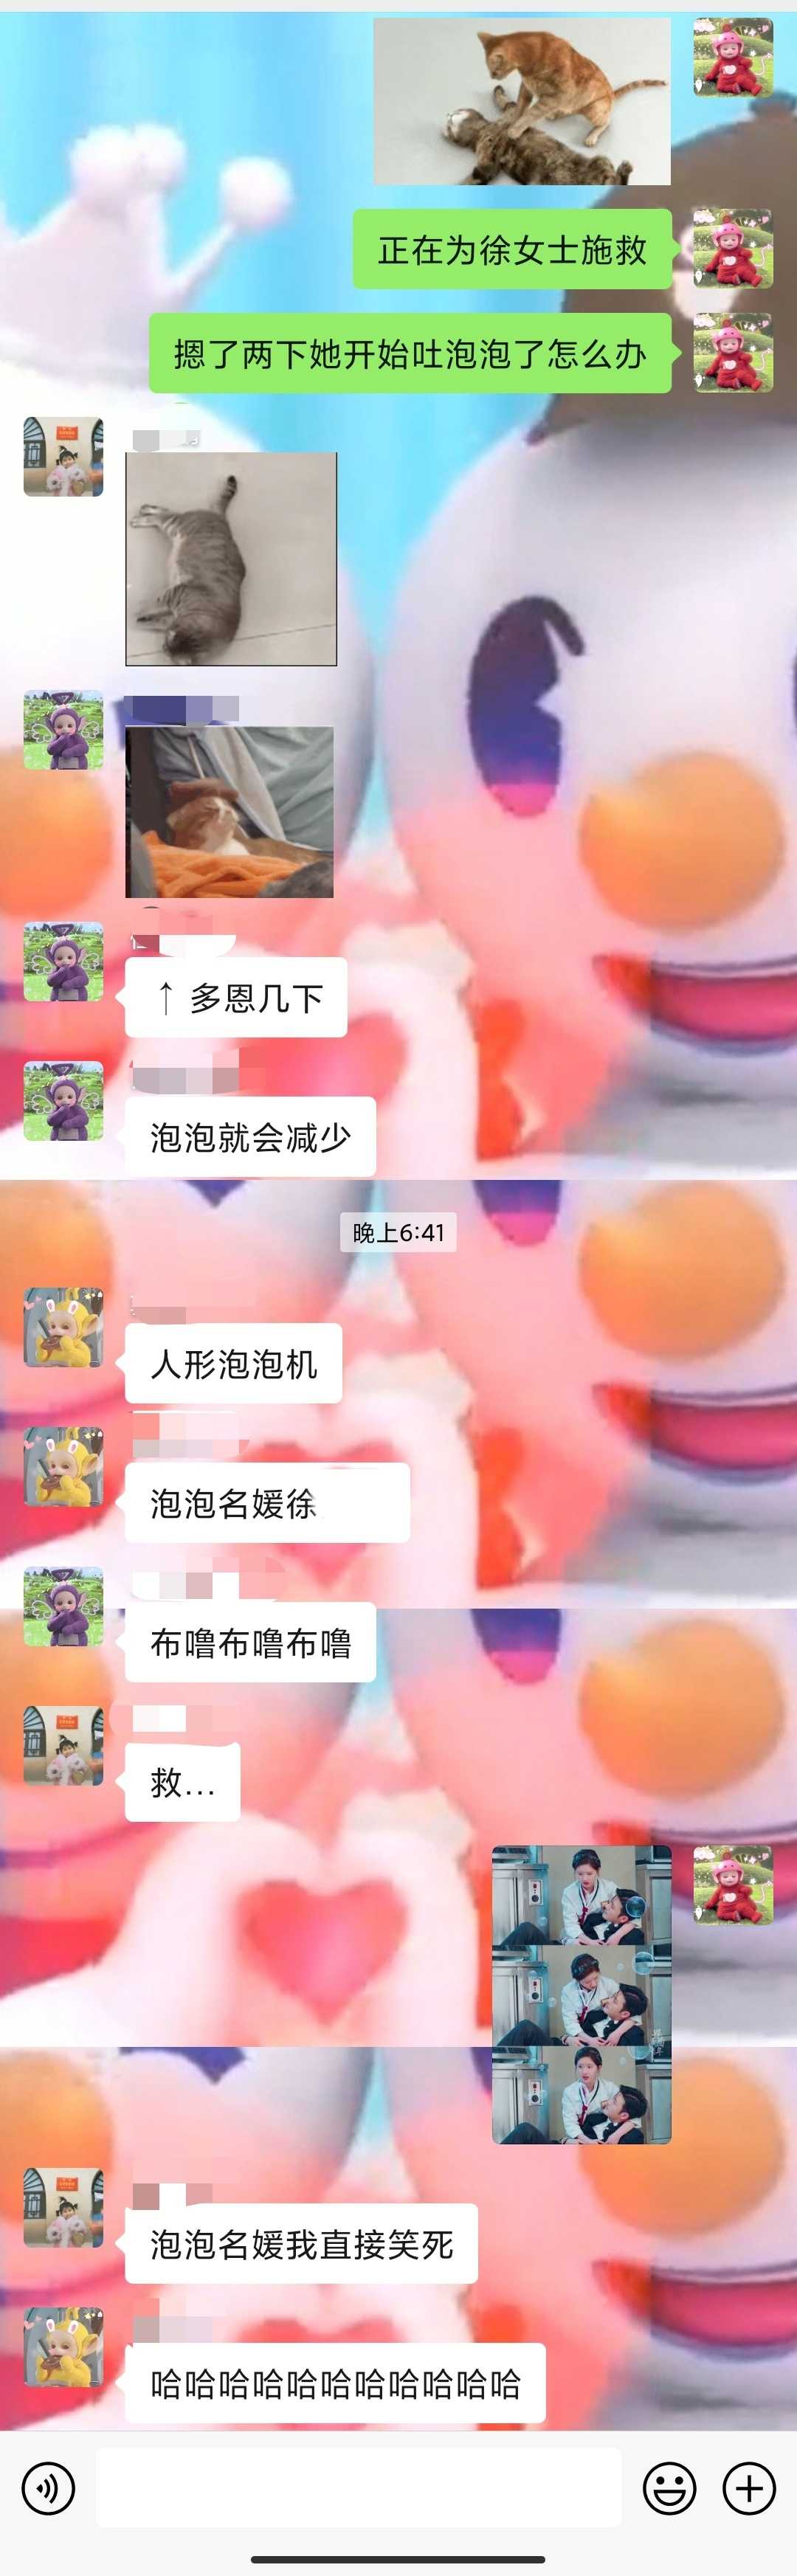 正在为徐女士施救
摁了两下她开始吐泡泡了怎么办
↑ 多恩几下
泡泡就会减少
晚上6:41
人形泡泡机
泡泡名媛徐
布噜布噜布噜
救...
泡泡名媛我直接笑死
哈哈哈哈哈哈哈哈哈哈哈